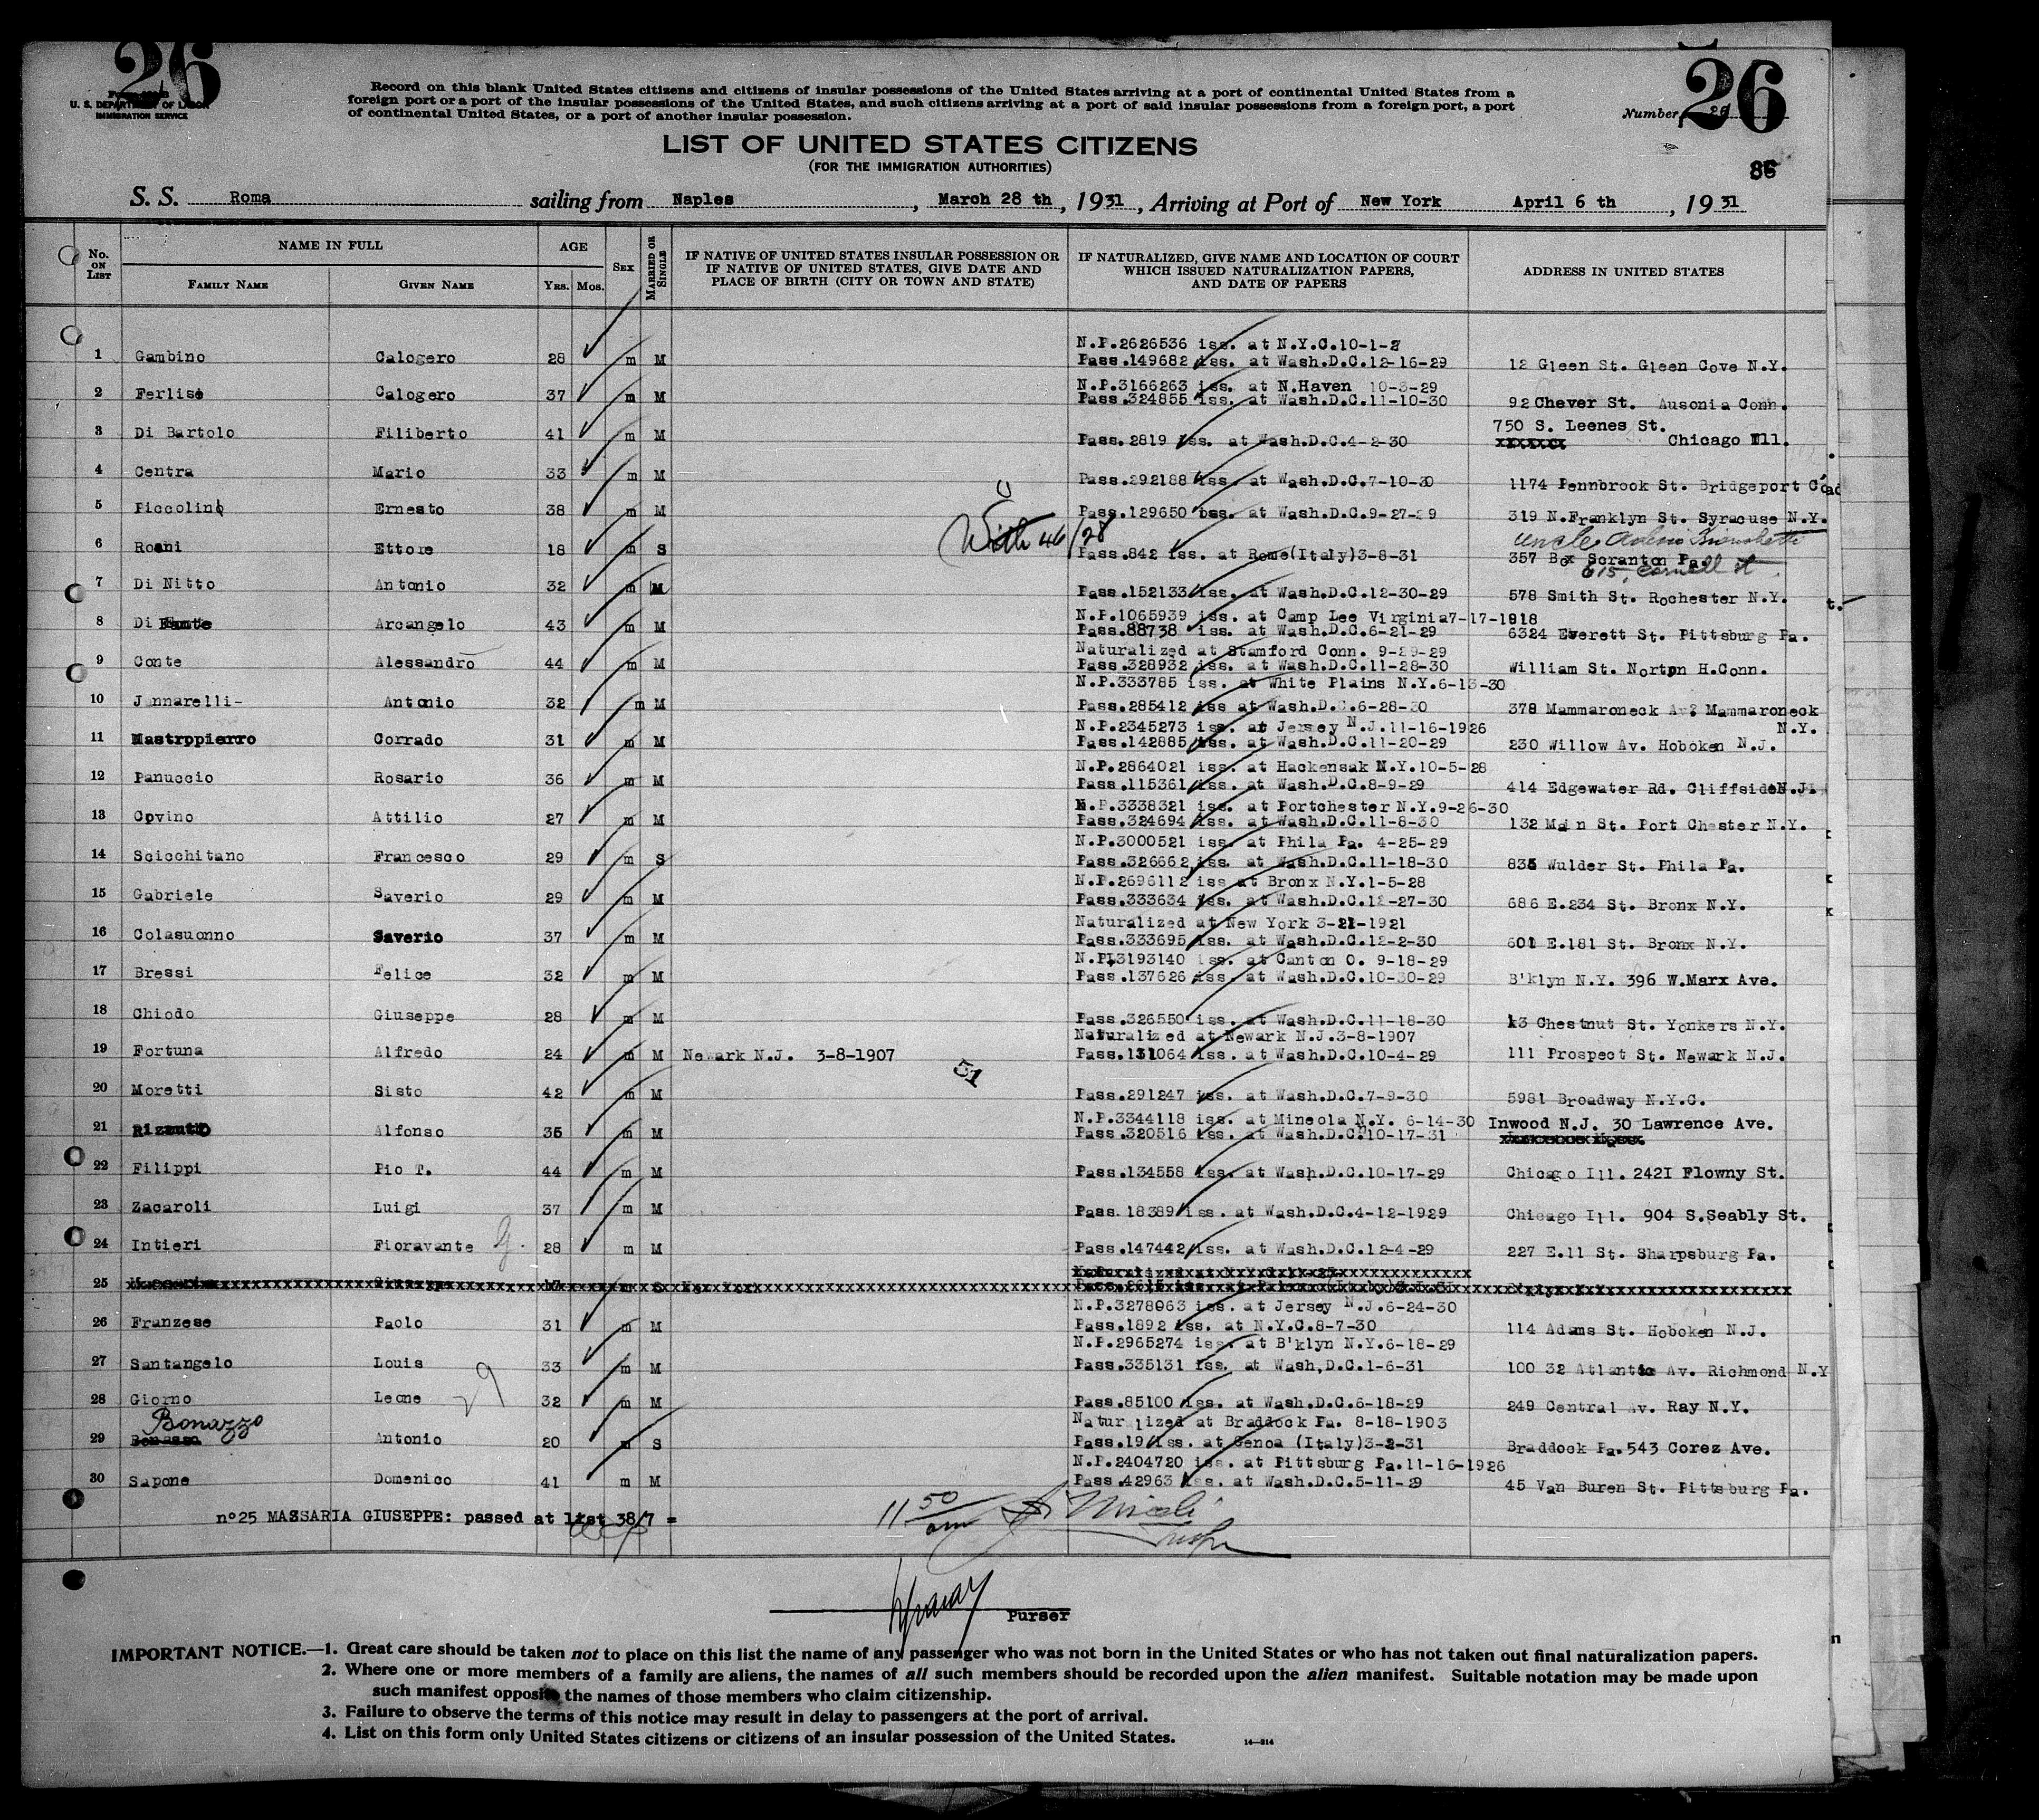 26
26
U. S. DEPARTMENT OF LABOR
IMMIGRATION SERVICE
Record on this blank United States citizens and citizens of insular possessions of the United States arriving at a port of continental United States from a
foreign port or a port of the insular possessions of the United States, and such citizens arriving at a port of said insular possessions from a foreign port, a port
of continental United States, or a port of another insular possession.
Number
LIST OF UNITED STATES CITIZENS
(FOR THE IMMIGRATION AUTHORITIES)
86
S. S. Roma sailing from Naples, March 28 th, 1931, Arriving at Port of New York April 6 th, 1931
No. ON LIST
NAME IN FULL
FAMILY NAME
GIVEN NAME
AGE
YRS. MOS.
SEX
MARRIED OR SINGLE
IF NATIVE OF UNITED STATES INSULAR POSSESSION OR
IF NATIVE OF UNITED STATES, GIVE DATE AND
PLACE OF BIRTH (CITY OR TOWN AND STATE)
IF NATURALIZED, GIVE NAME AND LOCATION OF COURT
WHICH ISSUED NATURALIZATION PAPERS,
AND DATE OF PAPERS
ADDRESS IN UNITED STATES
N.P.2626536 iss. at N.Y.C.10-1-2
1 Gambino Calogero 28 m M Pass.149682 iss. at Wash.D.C.12-16-29 12 Gleen St. Gleen Cove N.Y.
N.P.3166263 iss. at N.Haven 10-3-29
2 Ferlise Calogero 37 m M Pass.324855 iss. at Wash.D.C.11-10-30 92 Chever St. Ausonia Conn.
750 S. Leenes St.
3 Di Bartolo Filiberto 41 m M Pass.2819 iss. at Wash.D.C.4-2-30 Chicago Ill.
4 Centra Mario 33 m M Pass.292188 iss. at Wash.D.C.7-10-30 1174 Pennbrook St. Bridgeport
5 Piccolino Ernesto 38 m M Pass.129650 iss. at Wash.D.C.9-27-29 319 N.Franklyn St. Syracuse N.Y.
With 46/28
uncle
6 Roani Ettore 18 m S Pass.842 iss. at Rome(Italy)3-8-31 357 Box Scranton Pa.
615, Cornell St.
7 Di Nitto Antonio 32 m M Pass.152133 iss. at Wash.D.C.12-30-29 578 Smith St. Rochester N.Y.
N.P.1065939 iss. at Camp Lee Virginia7-17-1918
8 Di Arcangelo 43 m M Pass.88738 iss. at Wash.D.C.6-21-29 6324 Everett St. Pittsburg Pa.
Naturalized at Stamford Conn. 9-29-29
9 Conte Alessandro 44 m M Pass.328932 iss. at Wash.D.C.11-28-30 William St. Norton H.Conn.
N.P.333785 iss. at White Plains N.Y.6-13-30
10 Jannarelli- Antonio 32 m M Pass.285412 iss at Wash.D.C.6-28-30 378 Mammaroneck Av. Mammaroneck
N.Y.
N.P.2345273 iss. at Jersey N.J.11-16-1926
11 Mastropierro Corrado 31 m M Pass.142885 iss. at Wash.D.C.11-20-29 230 Willow Av. Hoboken N.J.
N.P.2864021 iss. at Hackensak N.Y.10-5-28
12 Panuccio Rosario 36 m M Pass.115361 iss. at Wash.D.C.8-9-29 414 Edgewater Rd. Cliffside N.J.
N.P.3338321 iss. at Portchester N.Y.9-26-30
13 Covino Attilio 27 m M Pass.324694 iss. at Wash.D.C.11-8-30 132 Main St. Port Chester N.Y.
N.P.3000521 iss. at Phila Pa. 4-25-29
14 Scicchitano Francesco 29 m S Pass.326662 iss. at Wash.D.C.11-18-30 835 Wulder St. Phila Pa.
N.P.2696112 iss at Bronx N.Y.1-5-28
15 Gabriele Saverio 29 m M Pass.333634 iss. at Wash.D.C.12-27-30 686 E.234 St. Bronx N.Y.
Naturalized at New York 3-21-1921
16 Colasuonno Saverio 37 m M Pass.333695 iss. at Wash.D.C.12-2-30 601 E.181 St. Bronx N.Y.
N.P.3193140 iss. at Canton O. 9-18-29
17 Bressi Felice 32 m M Pass.137626 iss. at Wash.D.C.10-30-29 B'klyn N.Y. 396 W.Marx Ave.
18 Chiodo Giuseppe 28 m M Pass.326550 iss. at Wash.D.C.11-18-30 13 Chestnut St. Yonkers N.Y.
Naturalized at Newark N.J.3-8-1907
19 Fortuna Alfredo 24 m M Newark N.J. 3-8-1907 Pass.131064 iss. at Wash.D.C.10-4-29 111 Prospect St. Newark N.J.
51
20 Moretti Sisto 42 m M Pass.291247 iss. at Wash.D.C.7-9-30 5981 Broadway N.Y.C.
N.P.3344118 iss. at Mineola N.Y. 6-14-30 Inwood N.J. 30 Lawrence Ave.
21 Rizzuto Alfonso 35 m M Pass.320516 iss. at Wash.D.C.10-17-31
22 Filippi Pio T. 44 m M Pass.134558 iss. at Wash.D.C.10-17-29 Chicago Ill. 2421 Flowny St.
23 Zacaroli Luigi 37 m M Pass.18389 iss. at Wash.D.C.4-12-1929 Chicago Ill. 904 S.Seably St.
24 Intieri Fioravante 28 m M Pass.147442 iss. at Wash.D.C.12-4-29 227 E.11 St. Sharpsburg Pa.
25 Giuseppe m S New York
N.P.3278063 iss. at Jersey N.J.6-24-30
26 Franzese Paolo 31 m M Pass.1892 iss. at N.Y.C.8-7-30 114 Adams St. Hoboken N.J.
N.P.2965274 iss. at B'klyn N.Y.6-18-29
27 Santangelo Louis 33 m M Pass.335131 iss. at Wash,D.C.1-6-31 100 32 Atlantic Av. Richmond N.Y
28 Giorno Leone 32 m M Pass.85100 iss. at Wash.D.C.6-18-29 249 Central Av. Ray N.Y.
Bonazzo
Naturalized at Braddock Pa. 8-18-1903
29 Antonio 20 m S Pass.19 iss. at Genoa (Italy)3-2-31 Braddock Pa.543 Corez Ave.
N.P.2404720 iss. at Pittsburg Pa.11-16-1926
30 Sapone Domenico 41 m M Pass.42963 iss. at Wash.D.C.5-11-29 45 Van Buren St. Pittsburg Pa.
n°25 MASSARIA GIUSEPPE: passed at list 38/7 =
11 50 am
Purser
IMPORTANT NOTICE.—1. Great care should be taken not to place on this list the name of any passenger who was not born in the United States or who has not taken out final naturalization papers.
2. Where one or more members of a family are aliens, the names of all such members should be recorded upon the alien manifest. Suitable notation may be made upon
such manifest opposite the names of those members who claim citizenship.
3. Failure to observe the terms of this notice may result in delay to passengers at the port of arrival.
4. List on this form only United States citizens or citizens of an insular possession of the United States.
14—814